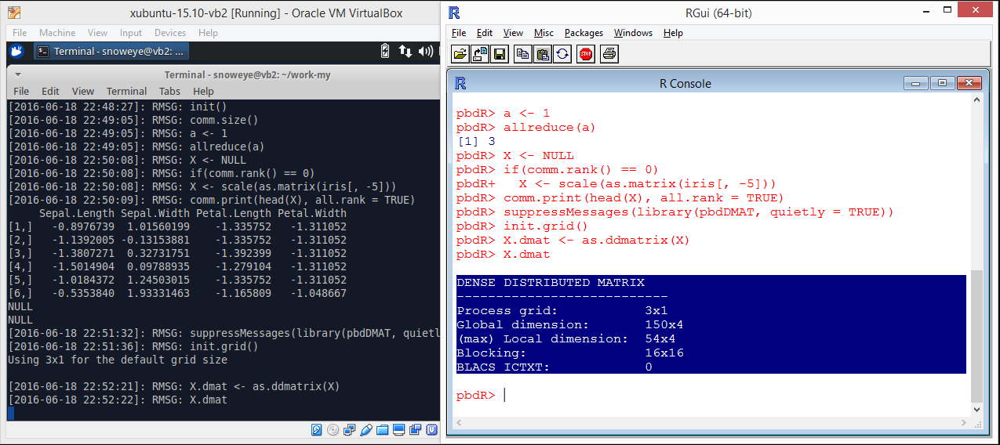 xubuntu-15.10-vb2 [Running] - Oracle VM VirtualBox
File Machine View Input Devices Help
Terminal - snoweye@vb2: ...
Terminal - snoweye@vb2: ~/work-my
File Edit View Terminal Tabs Help
[2016-06-18 22:48:27]: RMSG: init()
[2016-06-18 22:49:05]: RMSG: comm.size()
[2016-06-18 22:49:05]: RMSG: a <- 1
[2016-06-18 22:49:05]: RMSG: allreduce(a)
[2016-06-18 22:50:08]: RMSG: X <- NULL
[2016-06-18 22:50:08]: RMSG: if(comm.rank() == 0)
[2016-06-18 22:50:08]: RMSG: X <- scale(as.matrix(iris[, -5]))
[2016-06-18 22:50:09]: RMSG: comm.print(head(X), all.rank = TRUE)
Sepal.Length Sepal.Width Petal.Length Petal.Width
[1,] -0.8976739 1.01560199 -1.335752 -1.311052
[2,] -1.1392005 -0.13153881 -1.335752 -1.311052
[3,] -1.3807271 0.32731751 -1.392399 -1.311052
[4,] -1.5014904 0.09788935 -1.279104 -1.311052
[5,] -1.0184372 1.24503015 -1.335752 -1.311052
[6,] -0.5353840 1.93331463 -1.165809 -1.048667
NULL
NULL
[2016-06-18 22:51:32]: RMSG: suppressMessages(library(pbdDMAT, quietl
[2016-06-18 22:51:36]: RMSG: init.grid()
Using 3x1 for the default grid size
[2016-06-18 22:52:21]: RMSG: X.dmat <- as.ddmatrix(X)
[2016-06-18 22:52:22]: RMSG: X.dmat
RGui (64-bit)
File Edit View Misc Packages Windows Help
STOP
R Console
pbdR> a <- 1
pbdR> allreduce(a)
[1] 3
pbdR> X <- NULL
pbdR> if(comm.rank() == 0)
pbdR+   X <- scale(as.matrix(iris[, -5]))
pbdR> comm.print(head(X), all.rank = TRUE)
pbdR> suppressMessages(library(pbdDMAT, quietly = TRUE))
pbdR> init.grid()
pbdR> X.dmat <- as.ddmatrix(X)
pbdR> X.dmat
DENSE DISTRIBUTED MATRIX
---------------------------
Process grid: 3x1
Global dimension: 150x4
(max) Local dimension: 54x4
Blocking: 16x16
BLACS ICTXT: 0
pbdR>